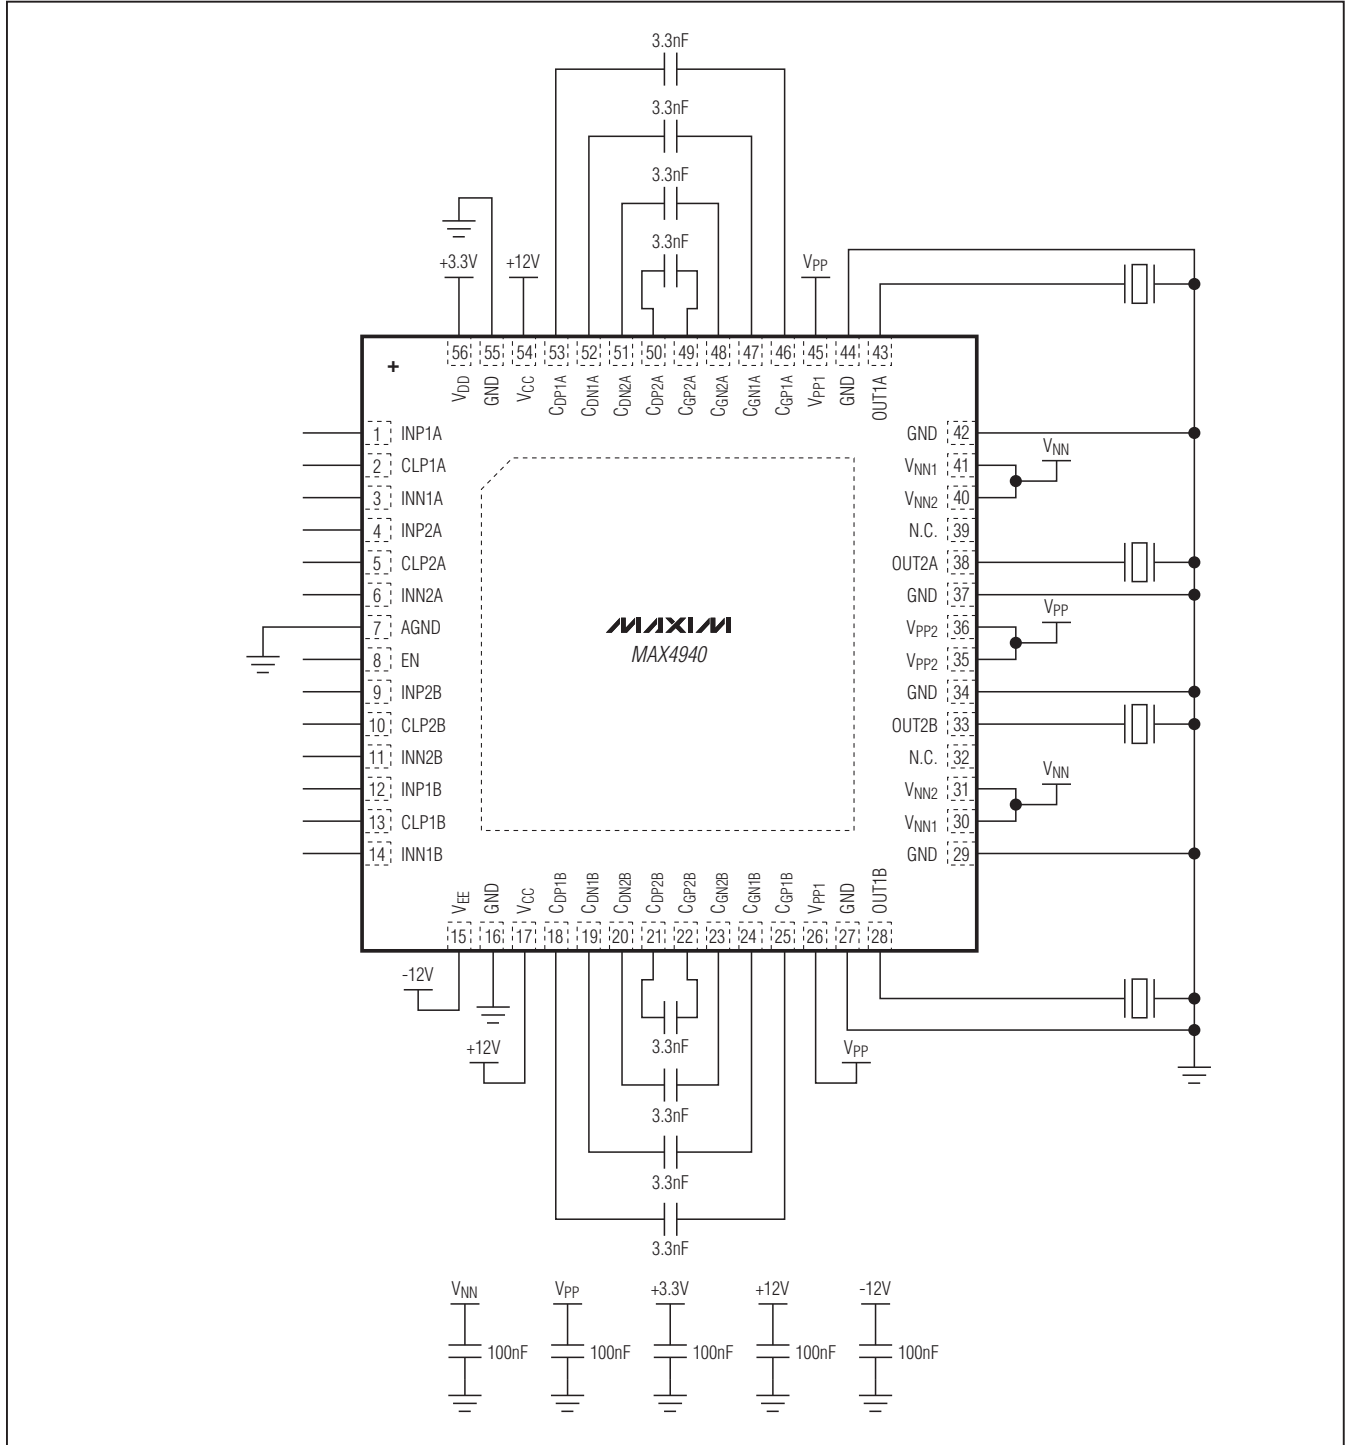 3.3nF
3.3nF
3.3nF
3.3nF
+3.3V
+12V
VPP
56 55 54 53 52 51 50 49 48 47 46 45 44 43
+
VDD GND VCC CDP1A CDN1A CDN2A CDP2A CGP2A CGN2A CGN1A CGP1A VPP1 GND OUT1A
1 INP1A
2 CLP1A
3 INN1A
4 INP2A
5 CLP2A
6 INN2A
7 AGND
8 EN
9 INP2B
10 CLP2B
11 INN2B
12 INP1B
13 CLP1B
14 INN1B
MAXIM
MAX4940
GND 42
VNN1 41
VNN
VNN2 40
N.C. 39
OUT2A 38
GND 37
VPP
VPP2 36
VPP2 35
GND 34
OUT2B 33
N.C. 32
VNN
VNN2 31
VNN1 30
GND 29
VEE GND VCC CDP1B CDN1B CDN2B CDP2B CGP2B CGN2B CGN1B CGP1B VPP1 GND OUT1B
15 16 17 18 19 20 21 22 23 24 25 26 27 28
-12V
+12V
VPP
3.3nF
3.3nF
3.3nF
3.3nF
VNN VPP +3.3V +12V -12V
100nF 100nF 100nF 100nF 100nF